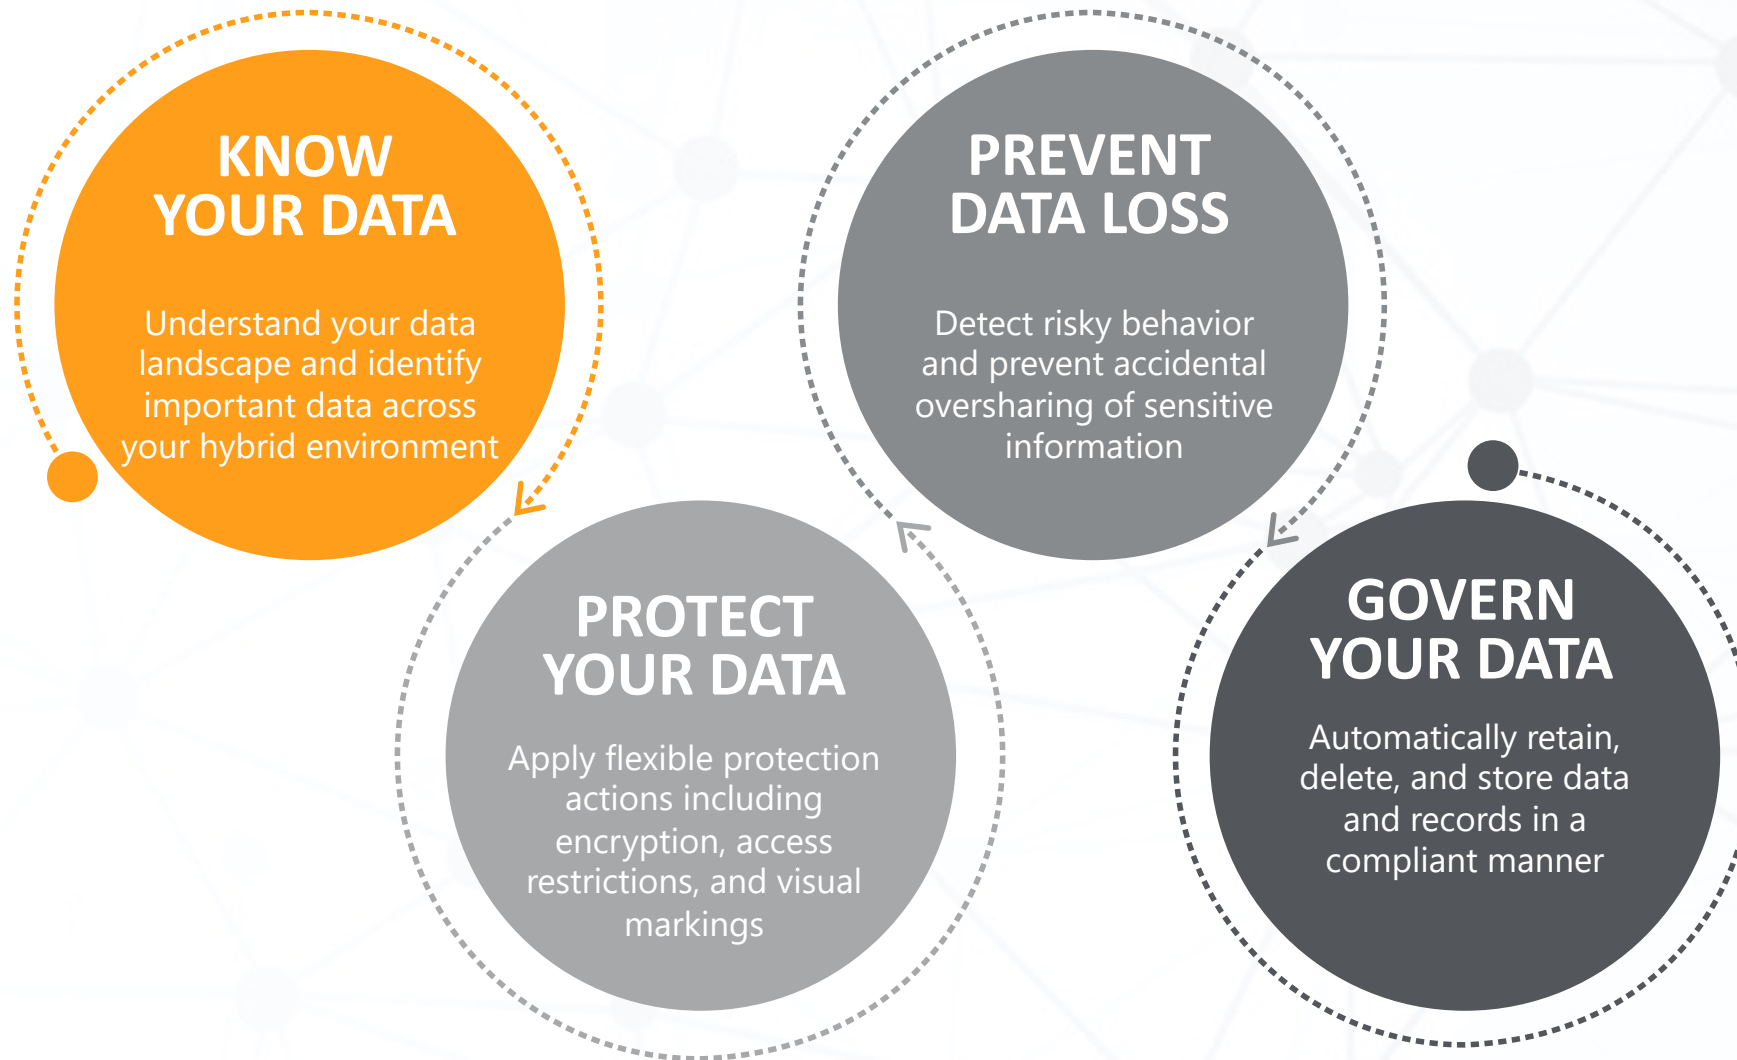 KNOW
YOUR DATA
Understand your data
landscape and identify
important data across
your hybrid environment
PROTECT
YOUR DATA
Apply flexible protection
actions including
encryption, access
restrictions, and visual
markings
PREVENT
DATA LOSS
Detect risky behavior
and prevent accidental
oversharing of sensitive
information
GOVERN
YOUR DATA
Automatically retain,
delete, and store data
and records in a
compliant manner